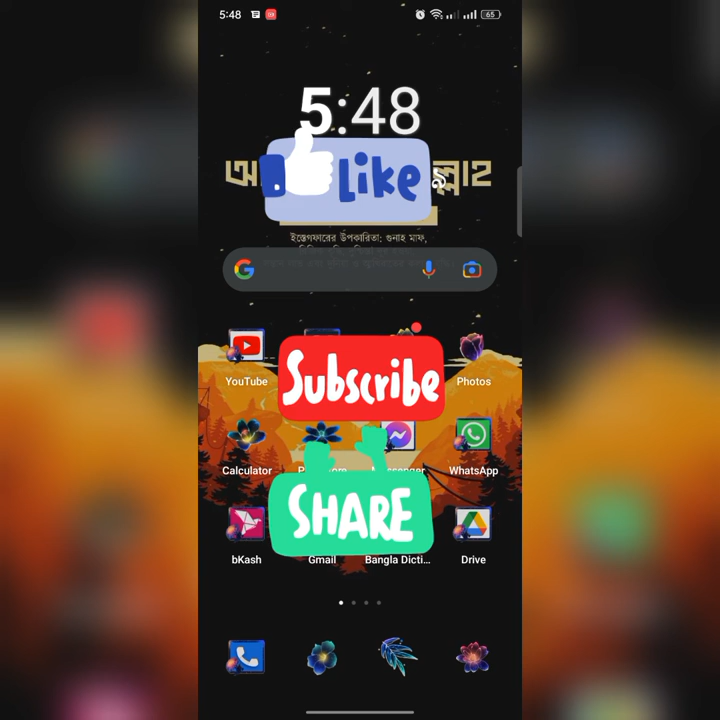 5:48
65
5:48
Like
ইস্তেগফারের উপকারিতা: গুনাহ মাফ,
Subscribe
YouTube
Photos
Calculator
WhatsApp
SHARE
bKash
Gmail
Bangla Dicti...
Drive